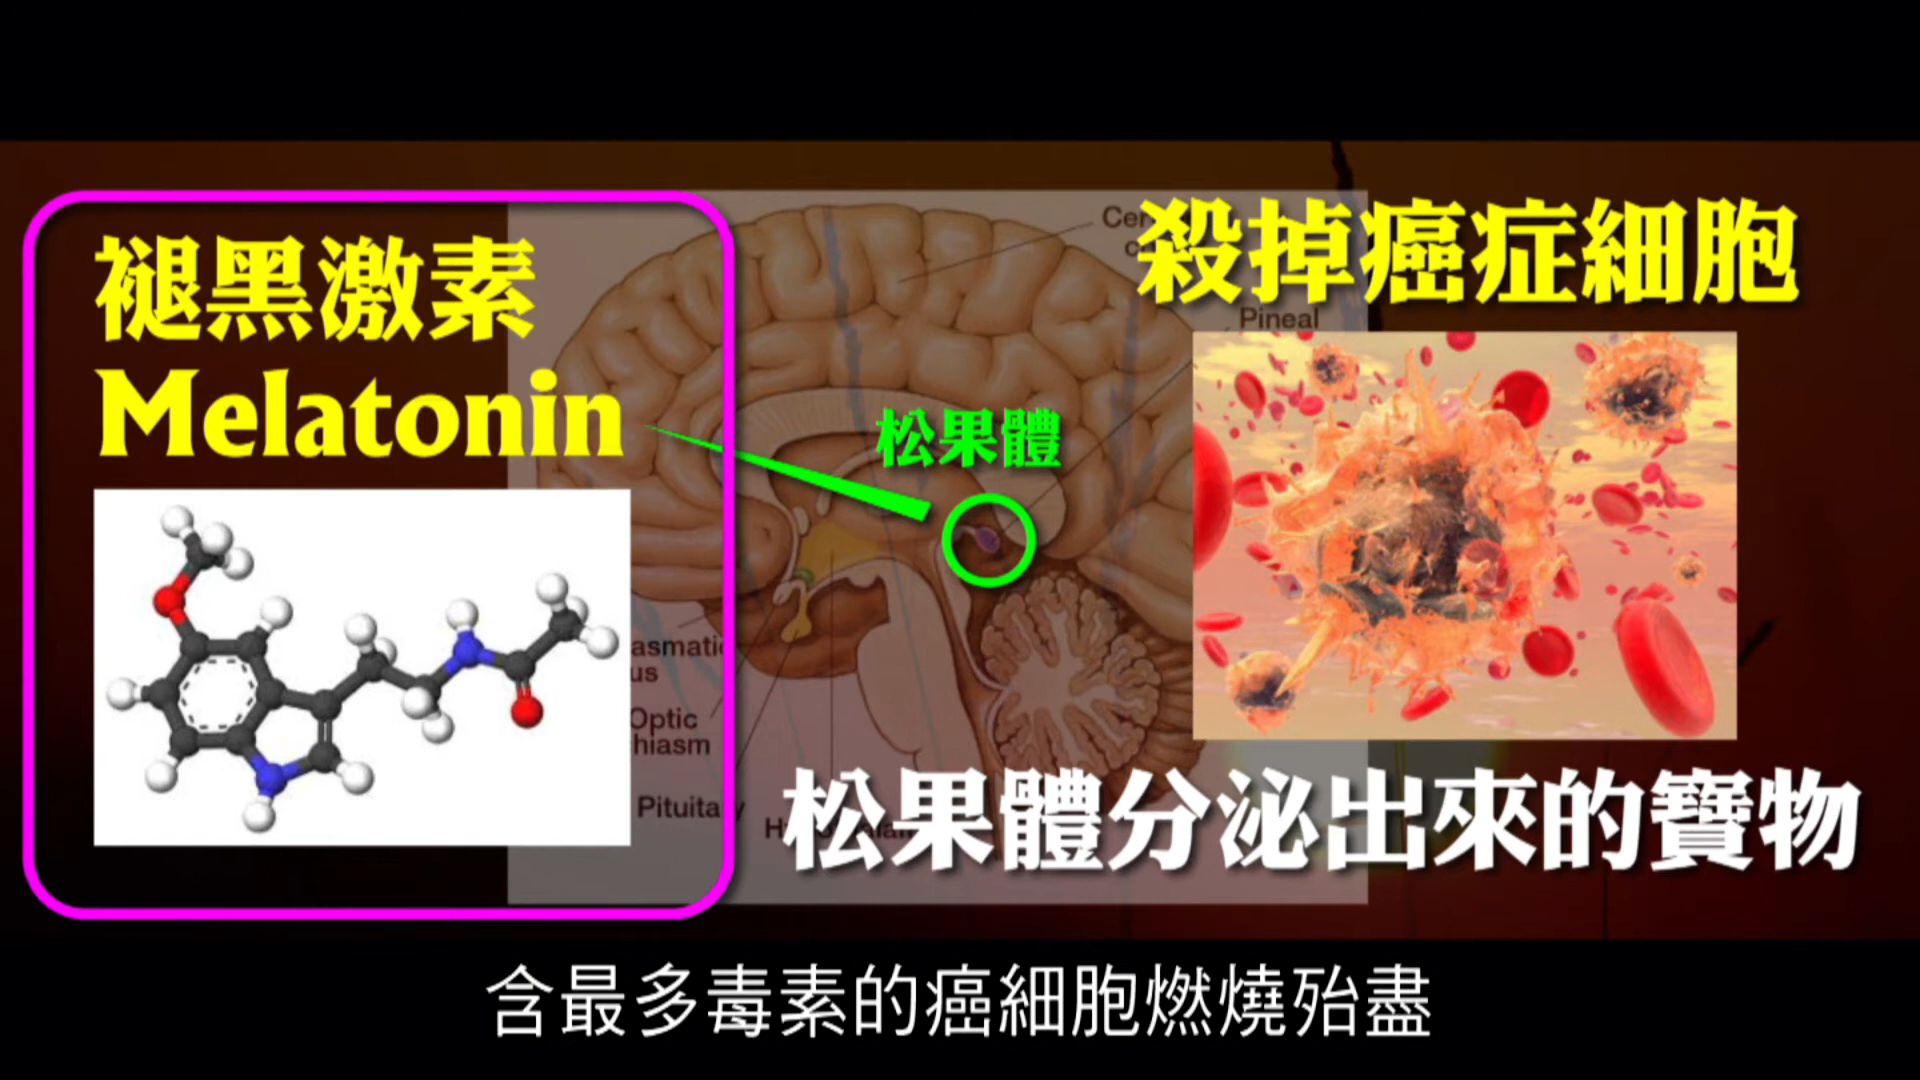 褪黑激素
Melatonin
殺掉癌症細胞
Pineal
松果體
Optic
松果體分泌出來的寶物
含最多毒素的癌細胞燃燒殆盡